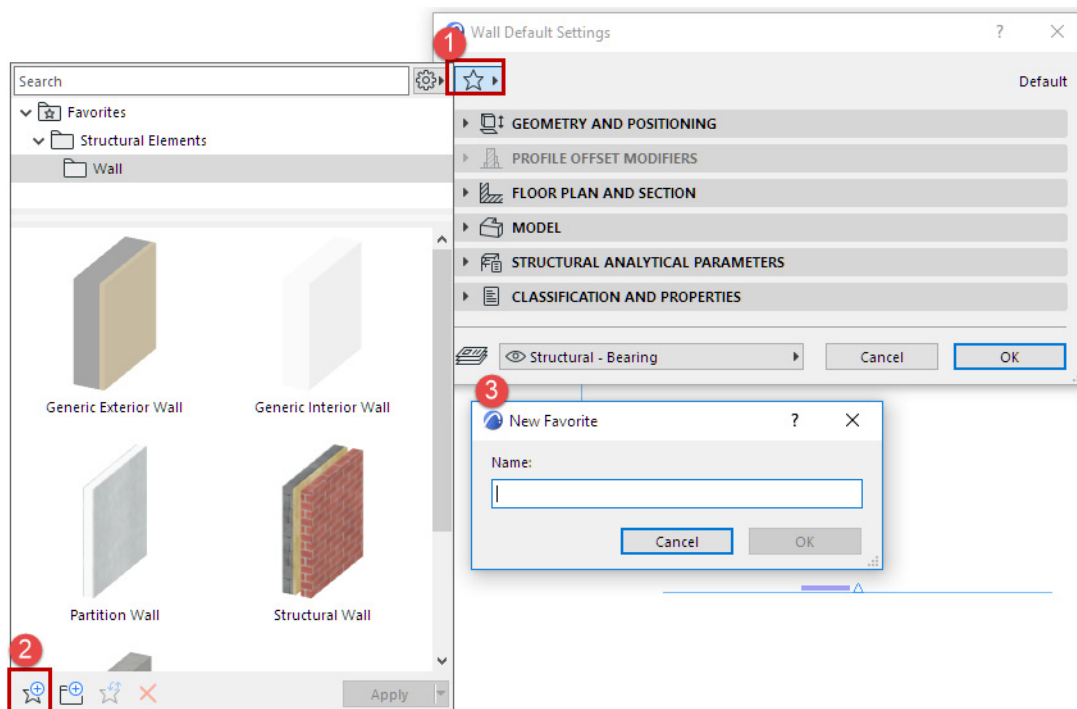 Wall Default Settings
?
1
Search
Default
Favorites
Structural Elements
Wall
GEOMETRY AND POSITIONING
PROFILE OFFSET MODIFIERS
FLOOR PLAN AND SECTION
MODEL
STRUCTURAL ANALYTICAL PARAMETERS
CLASSIFICATION AND PROPERTIES
Structural - Bearing
Cancel
OK
Generic Exterior Wall
Generic Interior Wall
3
New Favorite
?
Name:
Cancel
OK
Partition Wall
Structural Wall
2
Apply